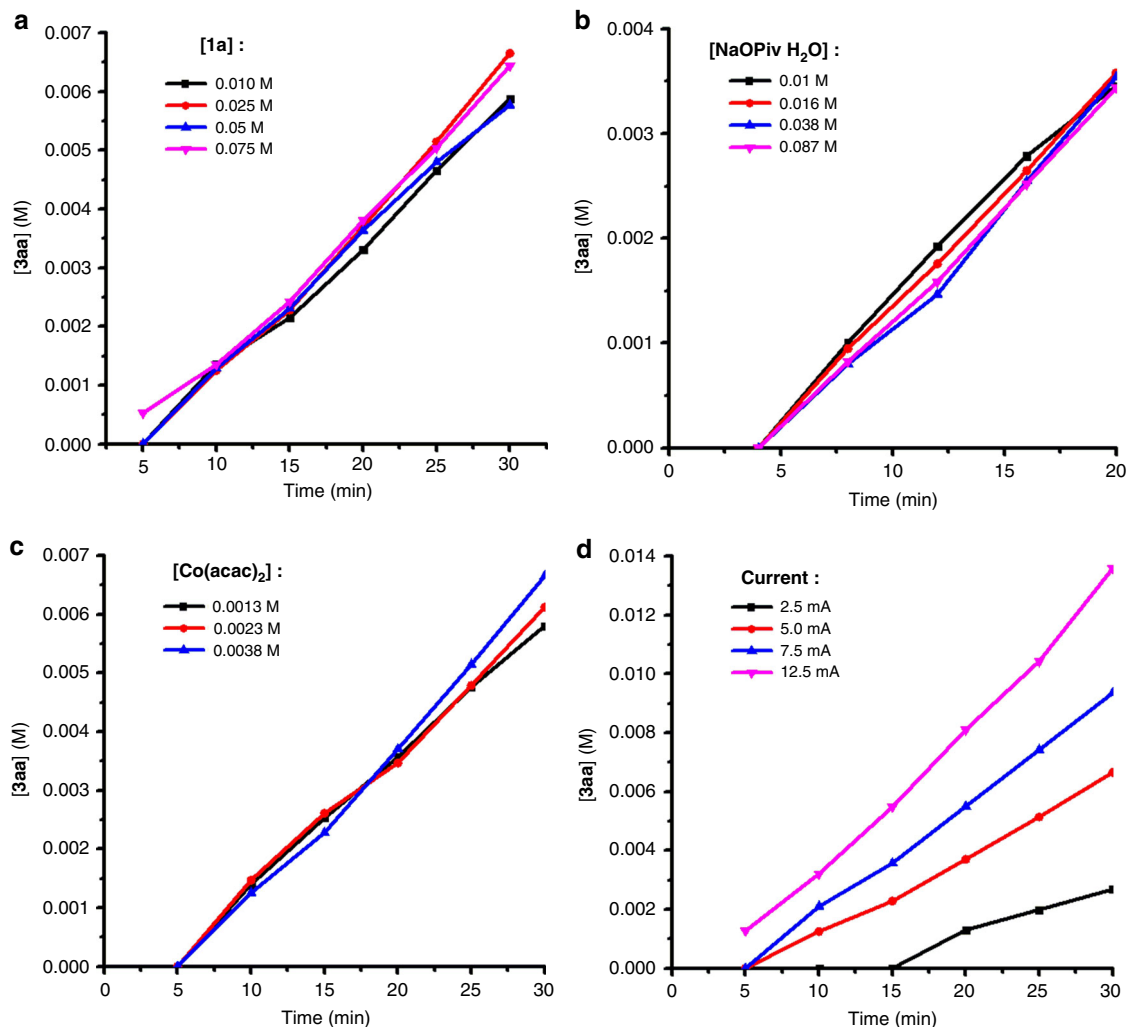 a
[1a] :
0.010 M
0.025 M
0.05 M
0.075 M
0.007
0.006
0.005
0.004
0.003
0.002
0.001
0.000
[3aa] (M)
5 10 15 20 25 30
Time (min)
b
[NaOPiv H₂O] :
0.01 M
0.016 M
0.038 M
0.087 M
0.004
0.003
0.002
0.001
0.000
[3aa] (M)
0 5 10 15 20
Time (min)
c
[Co(acac)₂] :
0.0013 M
0.0023 M
0.0038 M
0.007
0.006
0.005
0.004
0.003
0.002
0.001
0.000
[3aa] (M)
0 5 10 15 20 25 30
Time (min)
d
Current :
2.5 mA
5.0 mA
7.5 mA
12.5 mA
0.014
0.012
0.010
0.008
0.006
0.004
0.002
0.000
[3aa] (M)
0 5 10 15 20 25 30
Time (min)